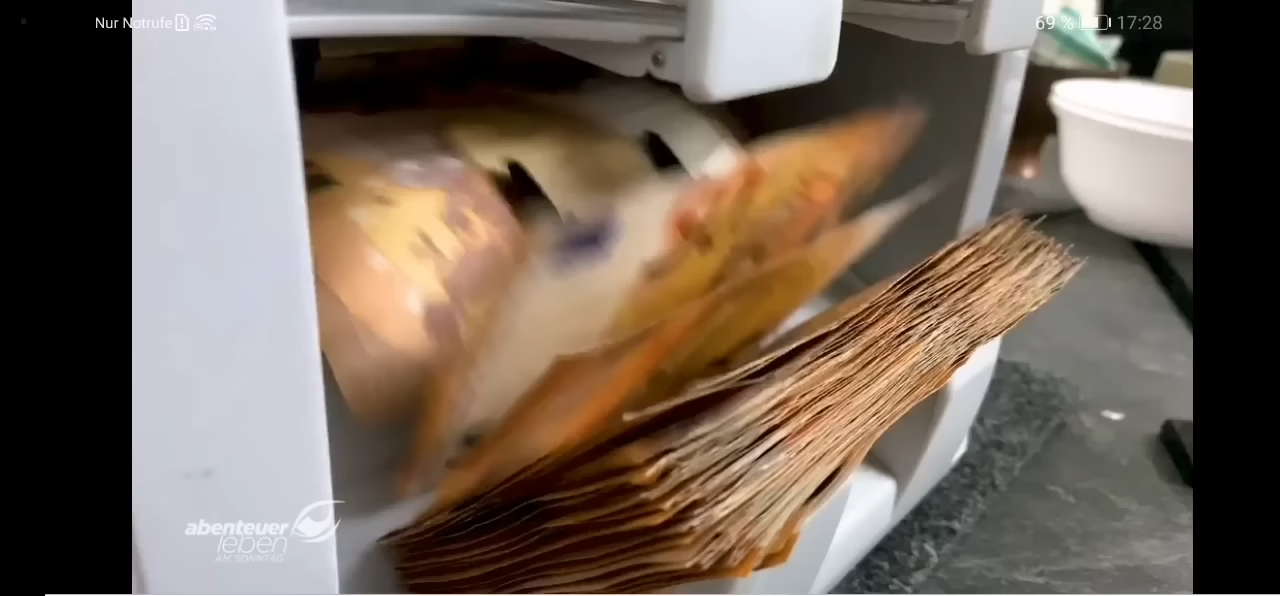 Nur Notrufe
69 % 17:28
abenteuer
leben
AM SONNTAG